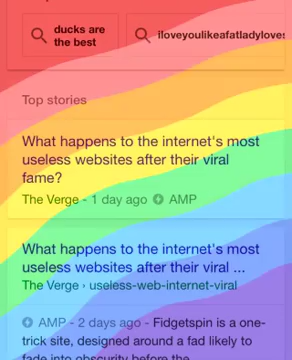 ducks are
the best
iloveyoulikeafatladyloves
Top stories
What happens to the internet's most
useless websites after their viral
fame?
The Verge - 1 day ago AMP
What happens to the internet's most
useless websites after their viral ...
The Verge › useless-web-internet-viral
AMP - 2 days ago - Fidgetspin is a one-
trick site, designed around a fad likely to
fade into obscurity before the